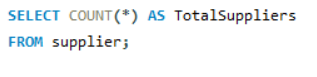 SELECT COUNT(*) AS TotalSuppliers
FROM supplier;